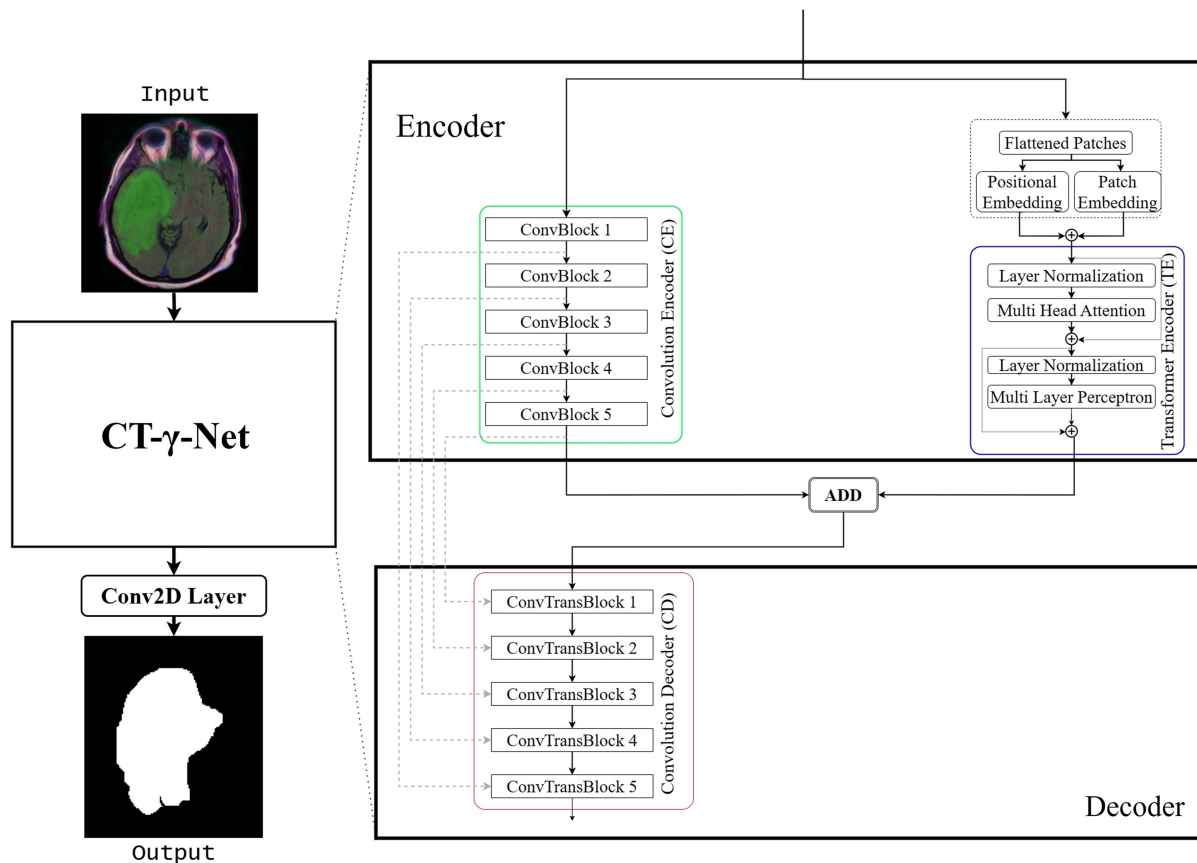 Input
CT-γ-Net
Conv2D Layer
Output
Encoder
ConvBlock 1
ConvBlock 2
ConvBlock 3
ConvBlock 4
ConvBlock 5
Convolution Encoder (CE)
Flattened Patches
Positional
Embedding
Patch
Embedding
Layer Normalization
Multi Head Attention
Layer Normalization
Multi Layer Perceptron
Transformer Encoder (TE)
ADD
ConvTransBlock 1
ConvTransBlock 2
ConvTransBlock 3
ConvTransBlock 4
ConvTransBlock 5
Convolution Decoder (CD)
Decoder